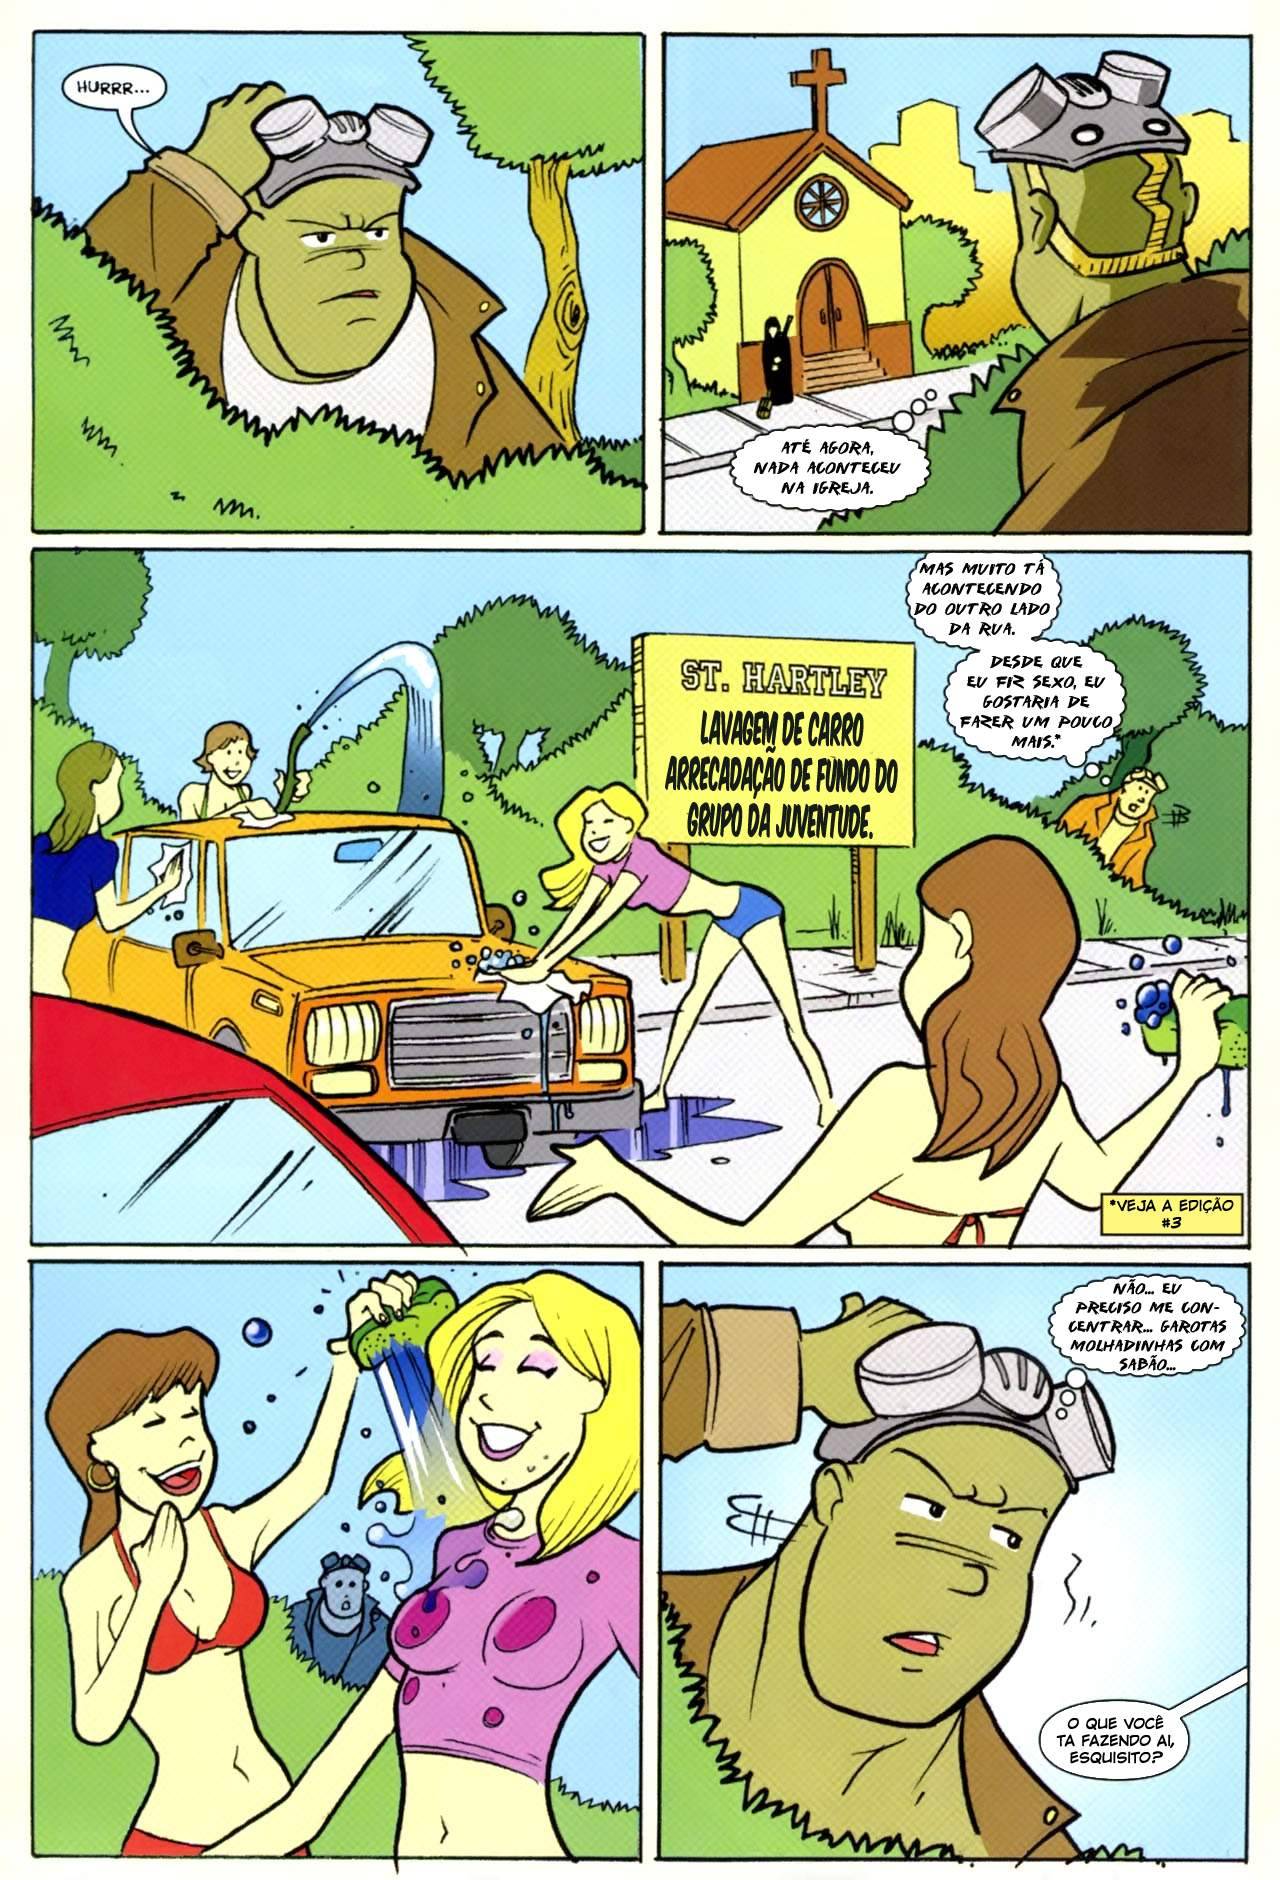 HURRR...
ATÉ AGORA,
NADA ACONTECEU
NA IGREJA.
MAS MUITO TÁ
ACONTECENDO
DO OUTRO LADO
DA RUA.
DESDE QUE
EU FIZ SEXO, EU
GOSTARIA DE
FAZER UM POUCO
MAIS.*
ST. HARTLEY
LAVAGEM DE CARRO
ARRECADAÇÃO DE FUNDO DO
GRUPO DA JUVENTUDE.
*VEJA A EDIÇÃO
#3
NÃO... EU
PRECISO ME CON-
CENTRAR... GAROTAS
MOLHADINHAS COM
SABÃO...
O QUE VOCÊ
TA FAZENDO AI,
ESQUISITO?